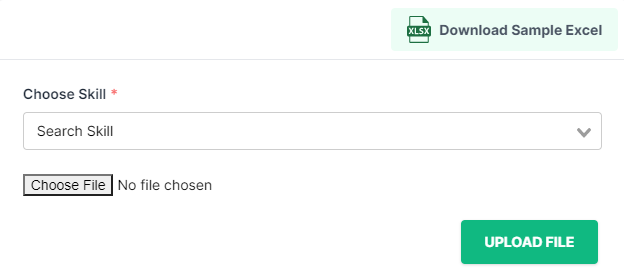 XLSX Download Sample Excel
Choose Skill *
Search Skill
Choose File No file chosen
UPLOAD FILE